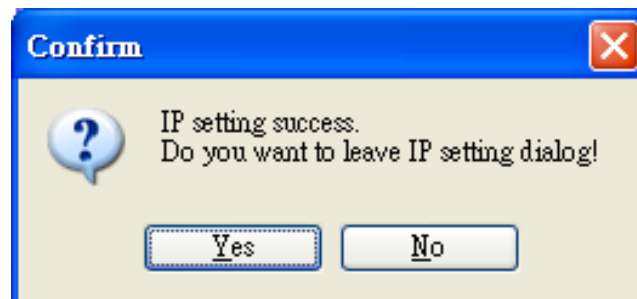 Confirm
IP setting success.
Do you want to leave IP setting dialog!
Yes
No